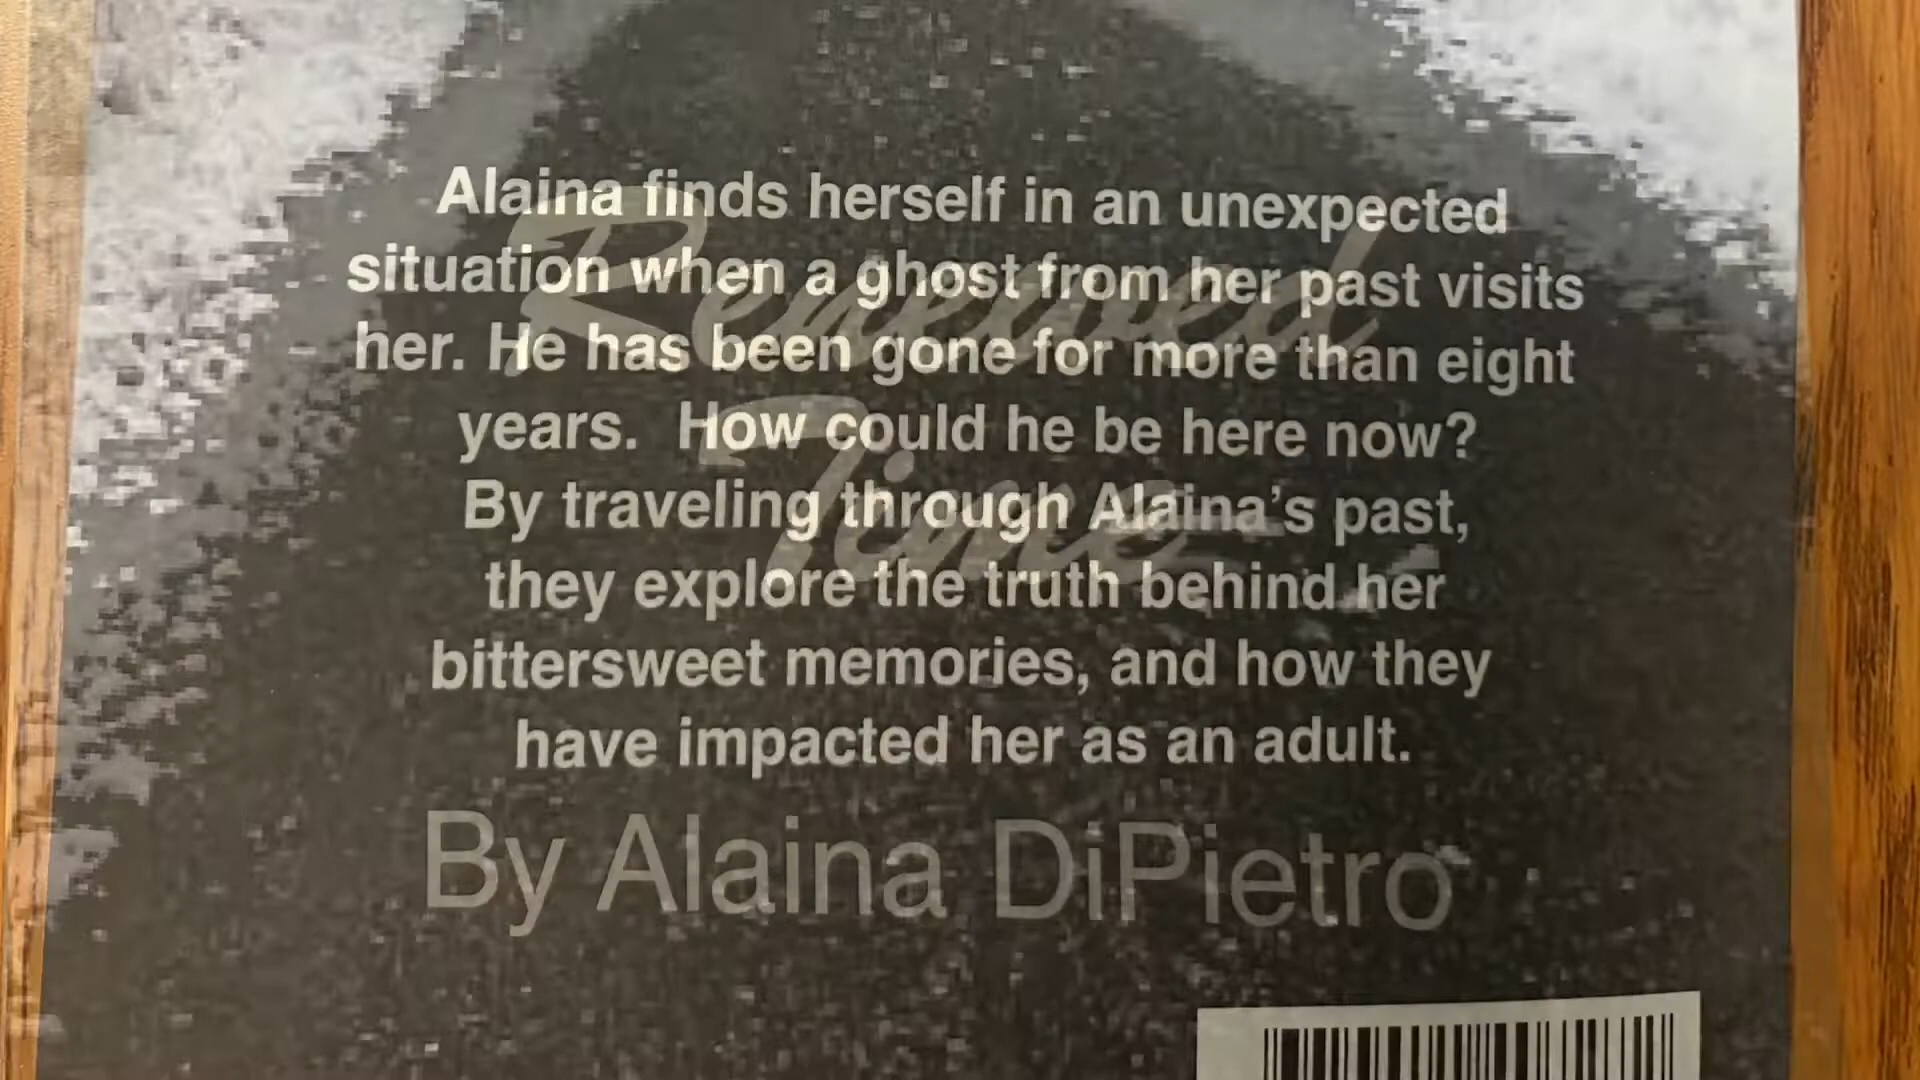 Alaina finds herself in an unexpected
situation when a ghost from her past visits
her. He has been gone for more than eight
years.  How could he be here now?
By traveling through Alaina's past,
they explore the truth behind her
bittersweet memories, and how they
have impacted her as an adult.
Renewed
Time
By Alaina DiPietro